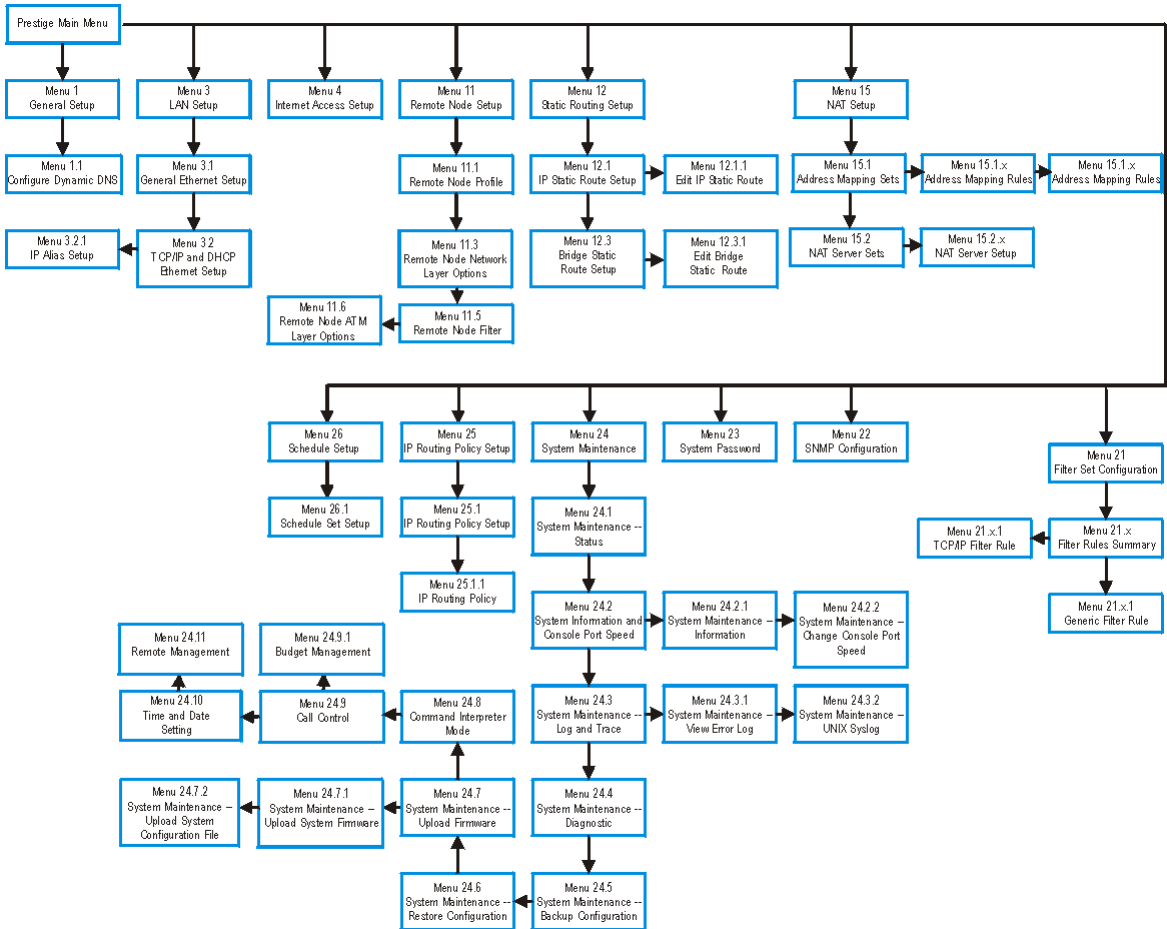 Prestige Main Menu
Menu 1
General Setup
Menu 3
LAN Setup
Menu 4
Internet Access Setup
Menu 11
Remote Node Setup
Menu 12
Static Routing Setup
Menu 15
NAT Setup
Menu 1.1
Configure Dynamic DNS
Menu 3.1
General Ethernet Setup
Menu 11.1
Remote Node Profile
Menu 12.1
IP Static Route Setup
Menu 12.1.1
Edit IP Static Route
Menu 15.1
Address Mapping Sets
Menu 15.1.x
Address Mapping Rules
Menu 15.1.x
Address Mapping Rules
Menu 3.2.1
IP Alias Setup
Menu 3.2
TCP/IP and DHCP
Ethernet Setup
Menu 11.3
Remote Node Network
Layer Options
Menu 12.3
Bridge Static
Route Setup
Menu 12.3.1
Edit Bridge
Static Route
Menu 15.2
NAT Server Sets
Menu 15.2.x
NAT Server Setup
Menu 11.6
Remote Node ATM
Layer Options
Menu 11.5
Remote Node Filter
Menu 26
Schedule Setup
Menu 25
IP Routing Policy Setup
Menu 24
System Maintenance
Menu 23
System Password
Menu 22
SNMP Configuration
Menu 21
Filter Set Configuration
Menu 26.1
Schedule Set Setup
Menu 25.1
IP Routing Policy Setup
Menu 24.1
System Maintenance --
Status
Menu 21.x.1
TCP/IP Filter Rule
Menu 21.x
Filter Rules Summary
Menu 25.1.1
IP Routing Policy
Menu 21.x.1
Generic Filter Rule
Menu 24.2
System Information and
Console Port Speed
Menu 24.2.1
System Maintenance –
Information
Menu 24.2.2
System Maintenance –
Change Console Port
Speed
Menu 24.11
Remote Management
Menu 24.9.1
Budget Management
Menu 24.10
Time and Date
Setting
Menu 24.9
Call Control
Menu 24.8
Command Interpreter
Mode
Menu 24.3
System Maintenance --
Log and Trace
Menu 24.3.1
System Maintenance –
View Error Log
Menu 24.3.2
System Maintenance –
UNIX Syslog
Menu 24.7.2
System Maintenance –
Upload System
Configuration File
Menu 24.7.1
System Maintenance –
Upload System Firmware
Menu 24.7
System Maintenance --
Upload Firmware
Menu 24.4
System Maintenance --
Diagnostic
Menu 24.6
System Maintenance --
Restore Configuration
Menu 24.5
System Maintenance --
Backup Configuration